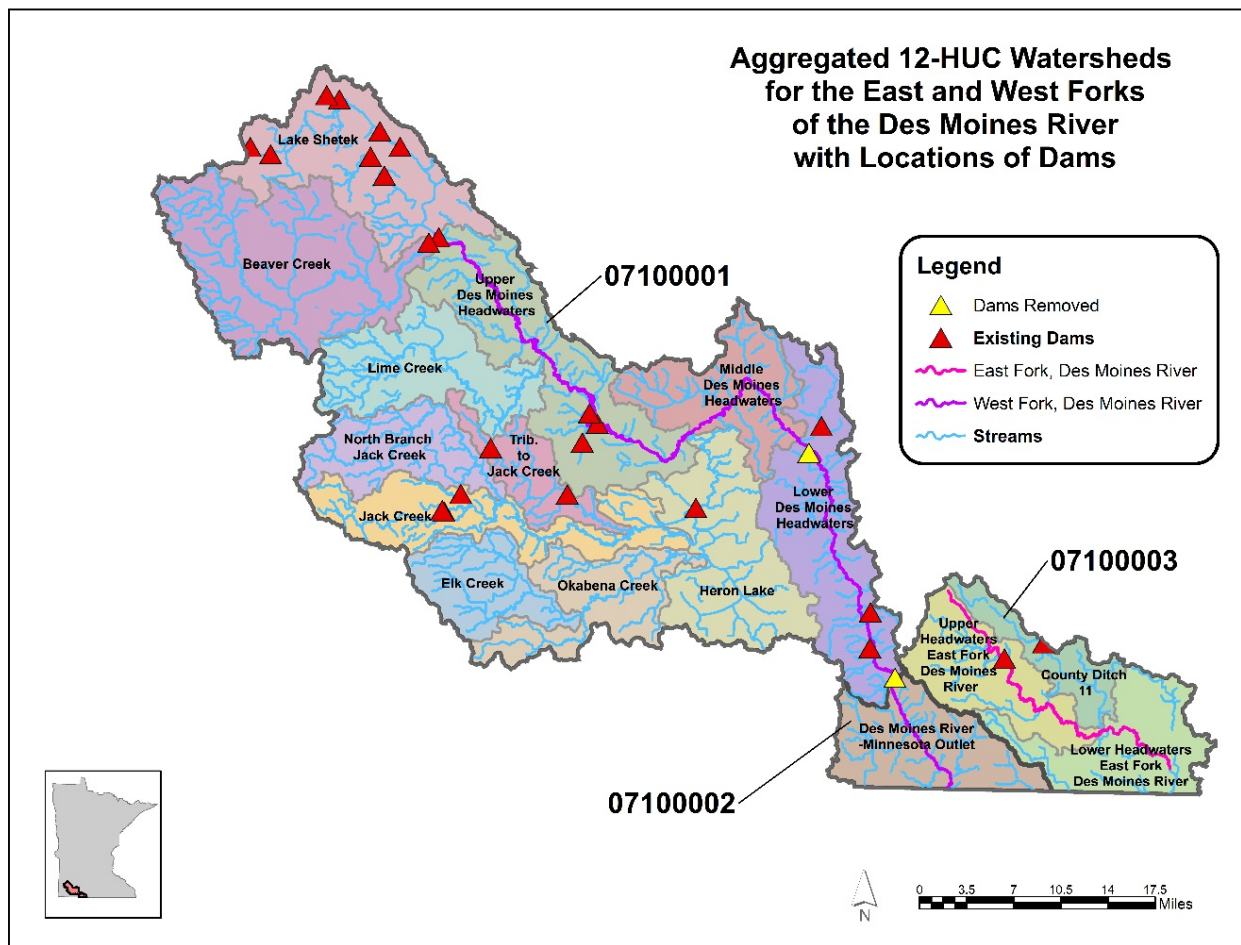 Aggregated 12-HUC Watersheds
for the East and West Forks
of the Des Moines River
with Locations of Dams
Lake Shetek
Beaver Creek
Upper
Des Moines
Headwaters
07100001
Legend
Dams Removed
Existing Dams
East Fork, Des Moines River
West Fork, Des Moines River
Streams
Lime Creek
Middle
Des Moines
Headwaters
North Branch
Jack Creek
Trib.
to
Jack Creek
Jack Creek
Lower
Des Moines
Headwaters
Elk Creek
Okabena Creek
Heron Lake
07100003
Upper
Headwaters
East Fork
Des Moines
River
County Ditch
11
Des Moines River
-Minnesota Outlet
Lower Headwaters
East Fork
Des Moines River
07100002
N
0 3.5 7 10.5 14 17.5
Miles